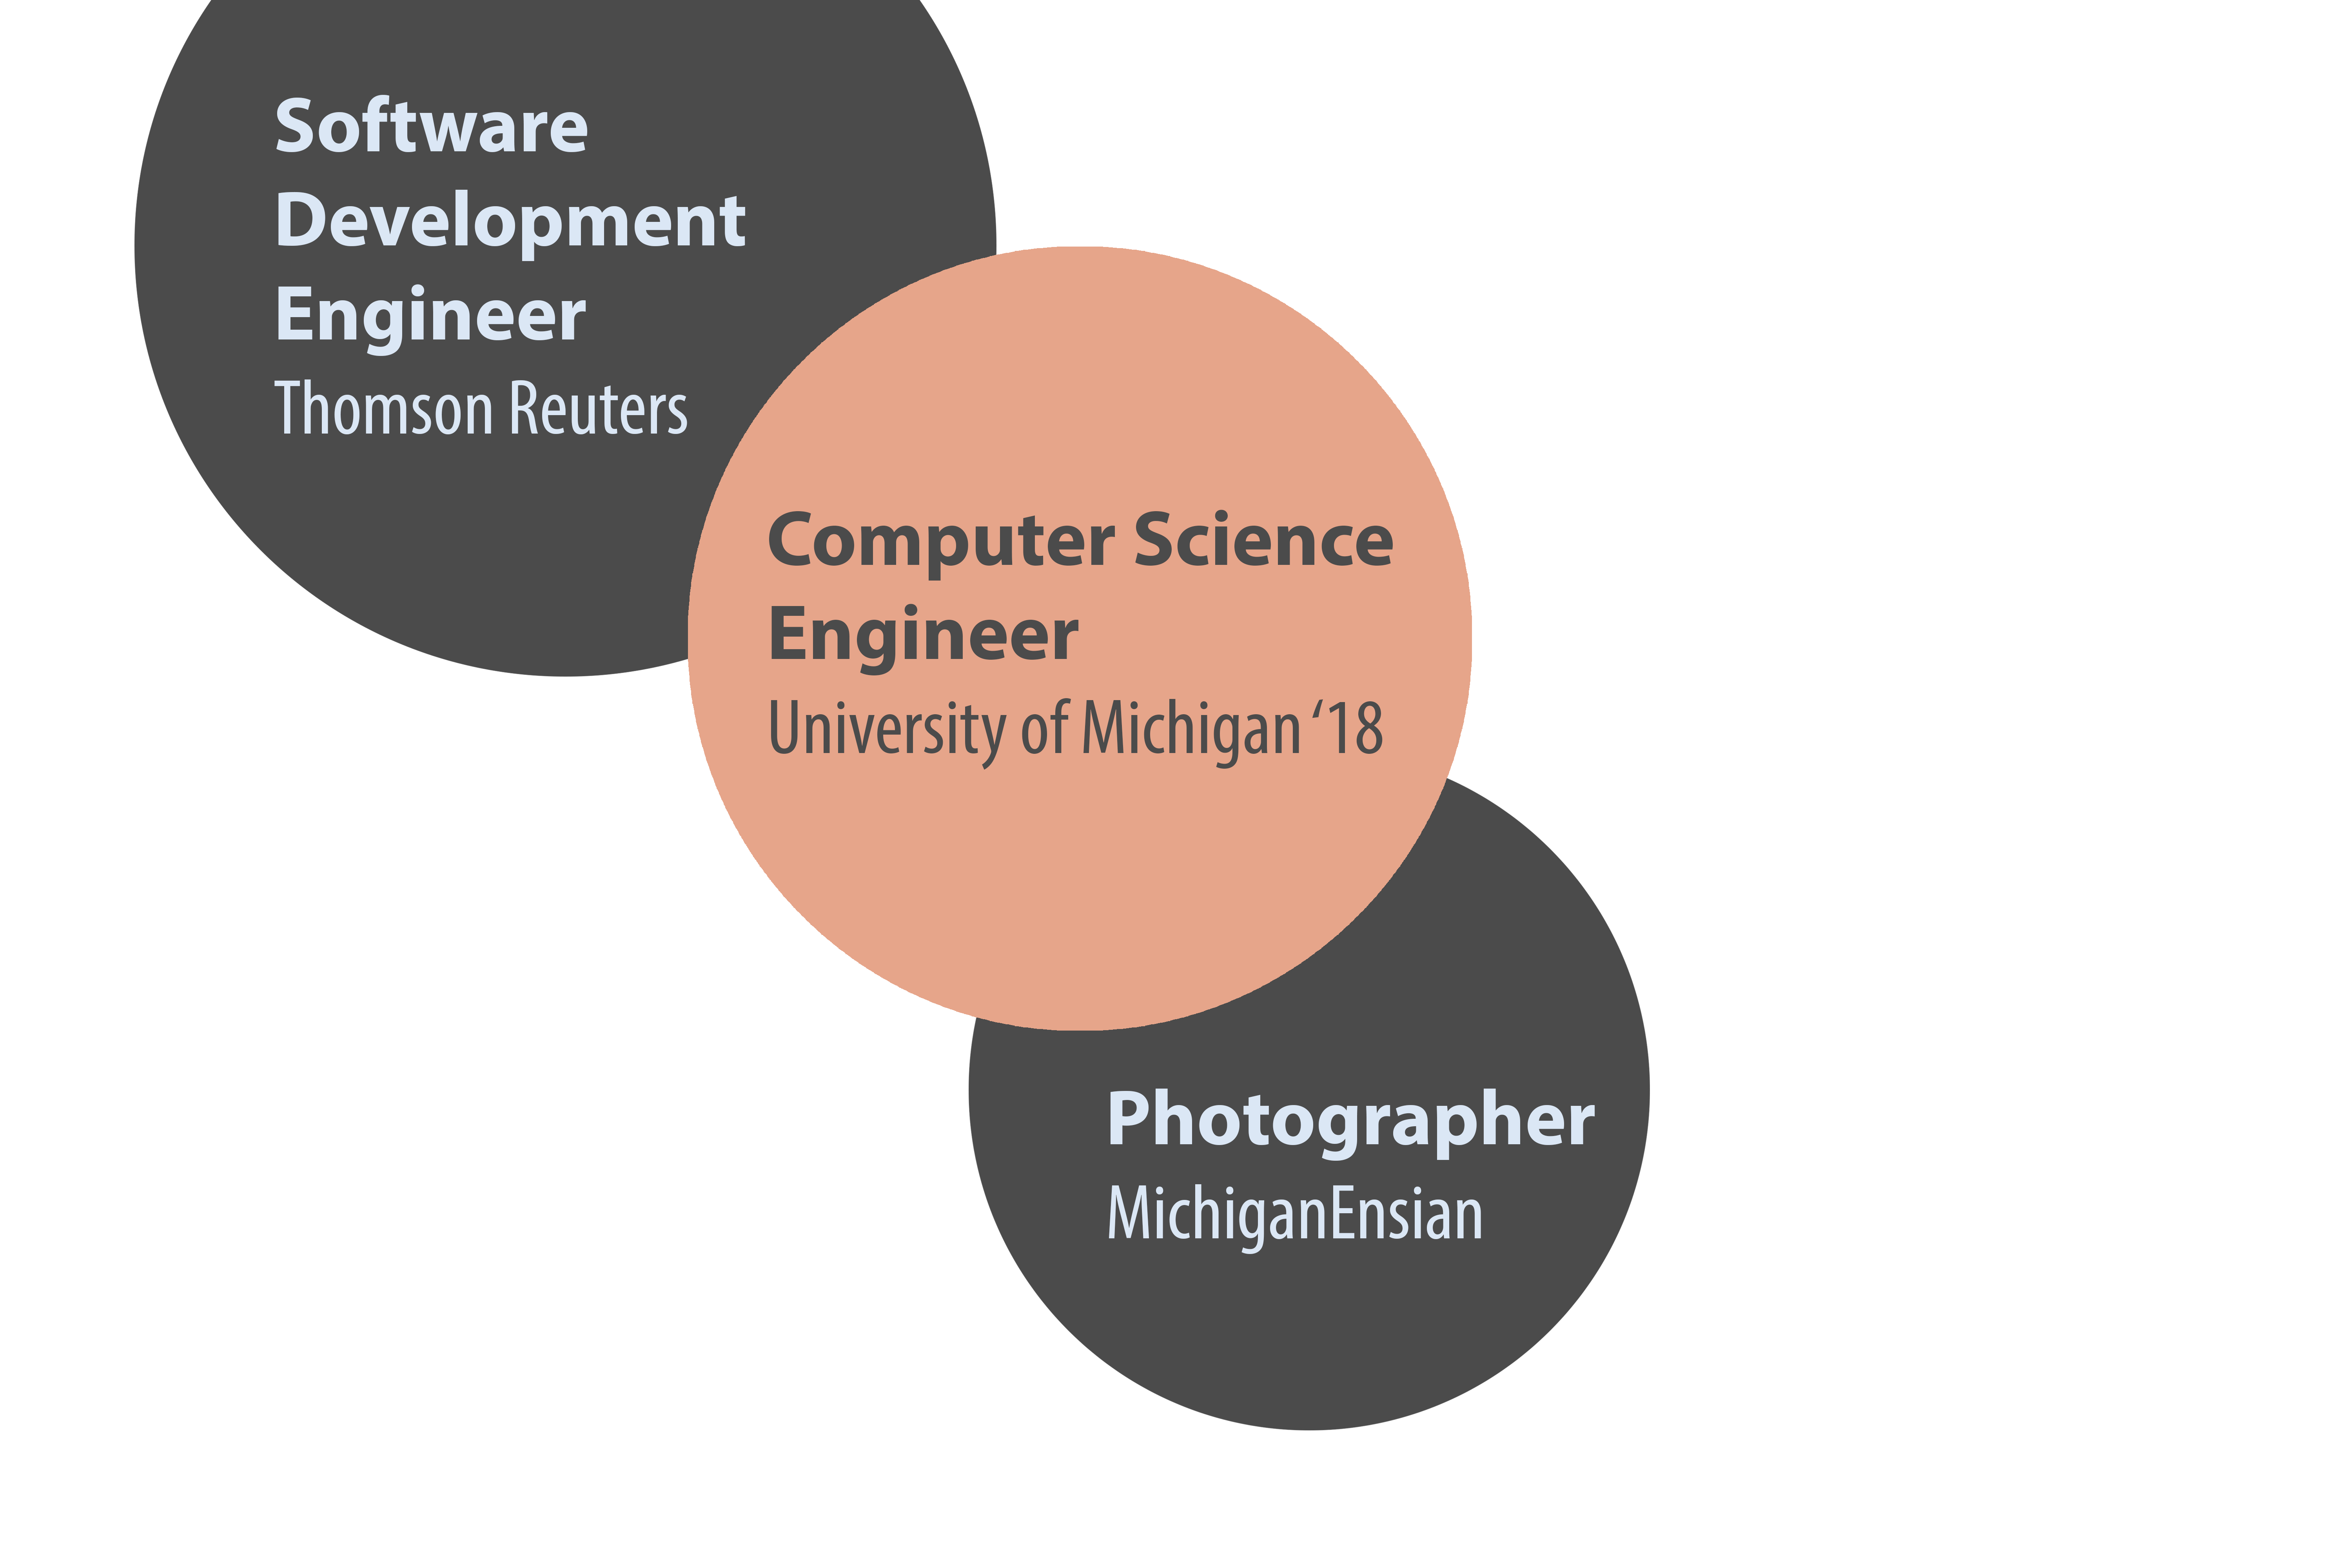 Software
Development
Engineer
Thomson Reuters
Computer Science
Engineer
University of Michigan ‘18
Photographer
MichiganEnsian